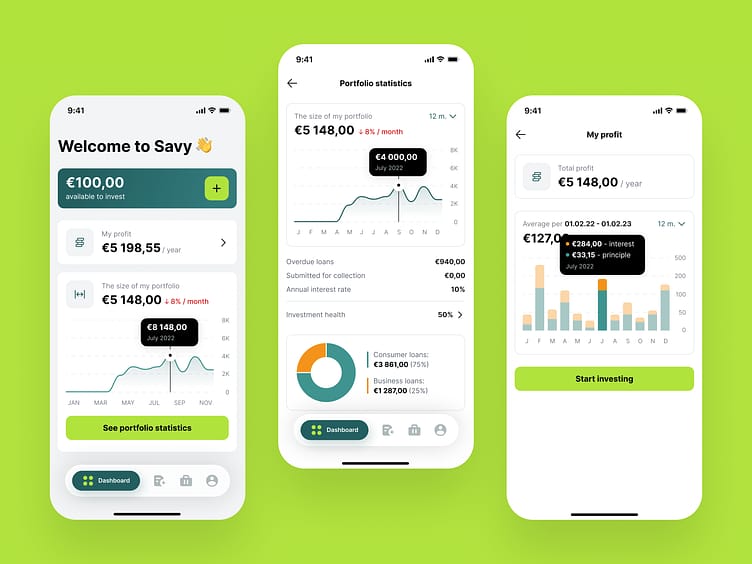 9:41
Welcome to Savy 👋
€100,00
available to invest
My profit
€5 198,55 / year
The size of my portfolio
€5 148,00 ↓ 8% / month
€8 148,00
July 2022
8K
6K
4K
2K
0
JAN MAR MAY JUL SEP NOV
See portfolio statistics
Dashboard
9:41
Portfolio statistics
The size of my portfolio
12 m.
€5 148,00 ↓ 8% / month
€4 000,00
July 2022
8K
6K
4K
2K
0
J F M A M J J A S O N D
Overdue loans €940,00
Submitted for collection €0,00
Annual interest rate 10%
Investment health 50%
Consumer loans:
€3 861,00 (75%)
Business loans:
€1 287,00 (25%)
Dashboard
9:41
My profit
Total profit
€5 148,00 / year
Average per 01.02.22 - 01.02.23
12 m.
€127,0
€284,00 - interest
€33,15 - principle
July 2022
500
200
100
50
0
J F M A M J J A S O N D
Start investing